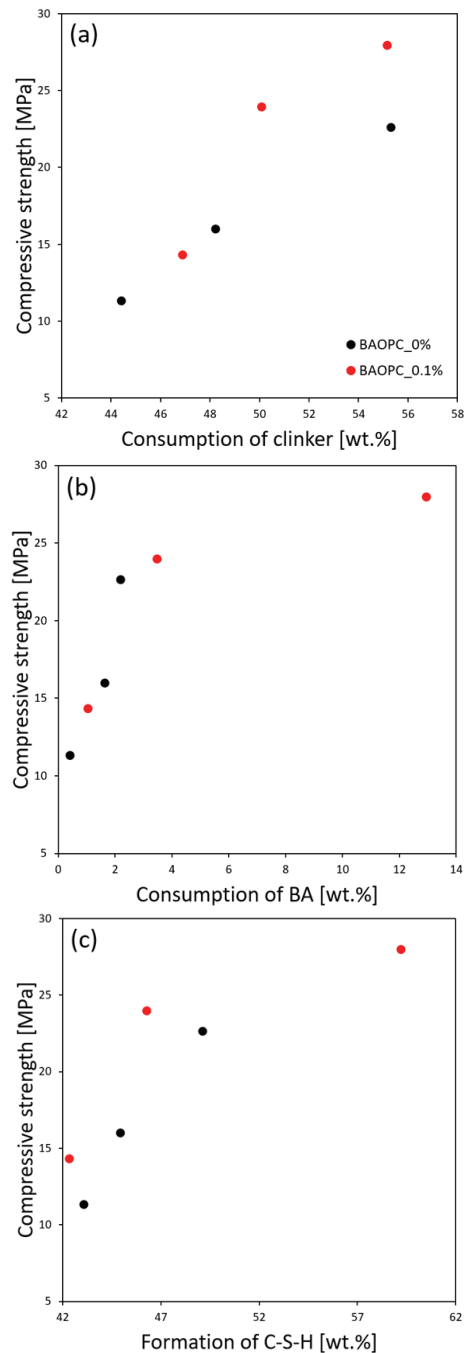 (a)
Compressive strength [MPa]
30
25
20
15
10
5
42 44 46 48 50 52 54 56 58
Consumption of clinker [wt.%]
BAOPC_0%
BAOPC_0.1%
(b)
Compressive strength [MPa]
30
25
20
15
10
5
0 2 4 6 8 10 12 14
Consumption of BA [wt.%]
(c)
Compressive strength [MPa]
30
25
20
15
10
5
42 47 52 57 62
Formation of C-S-H [wt.%]